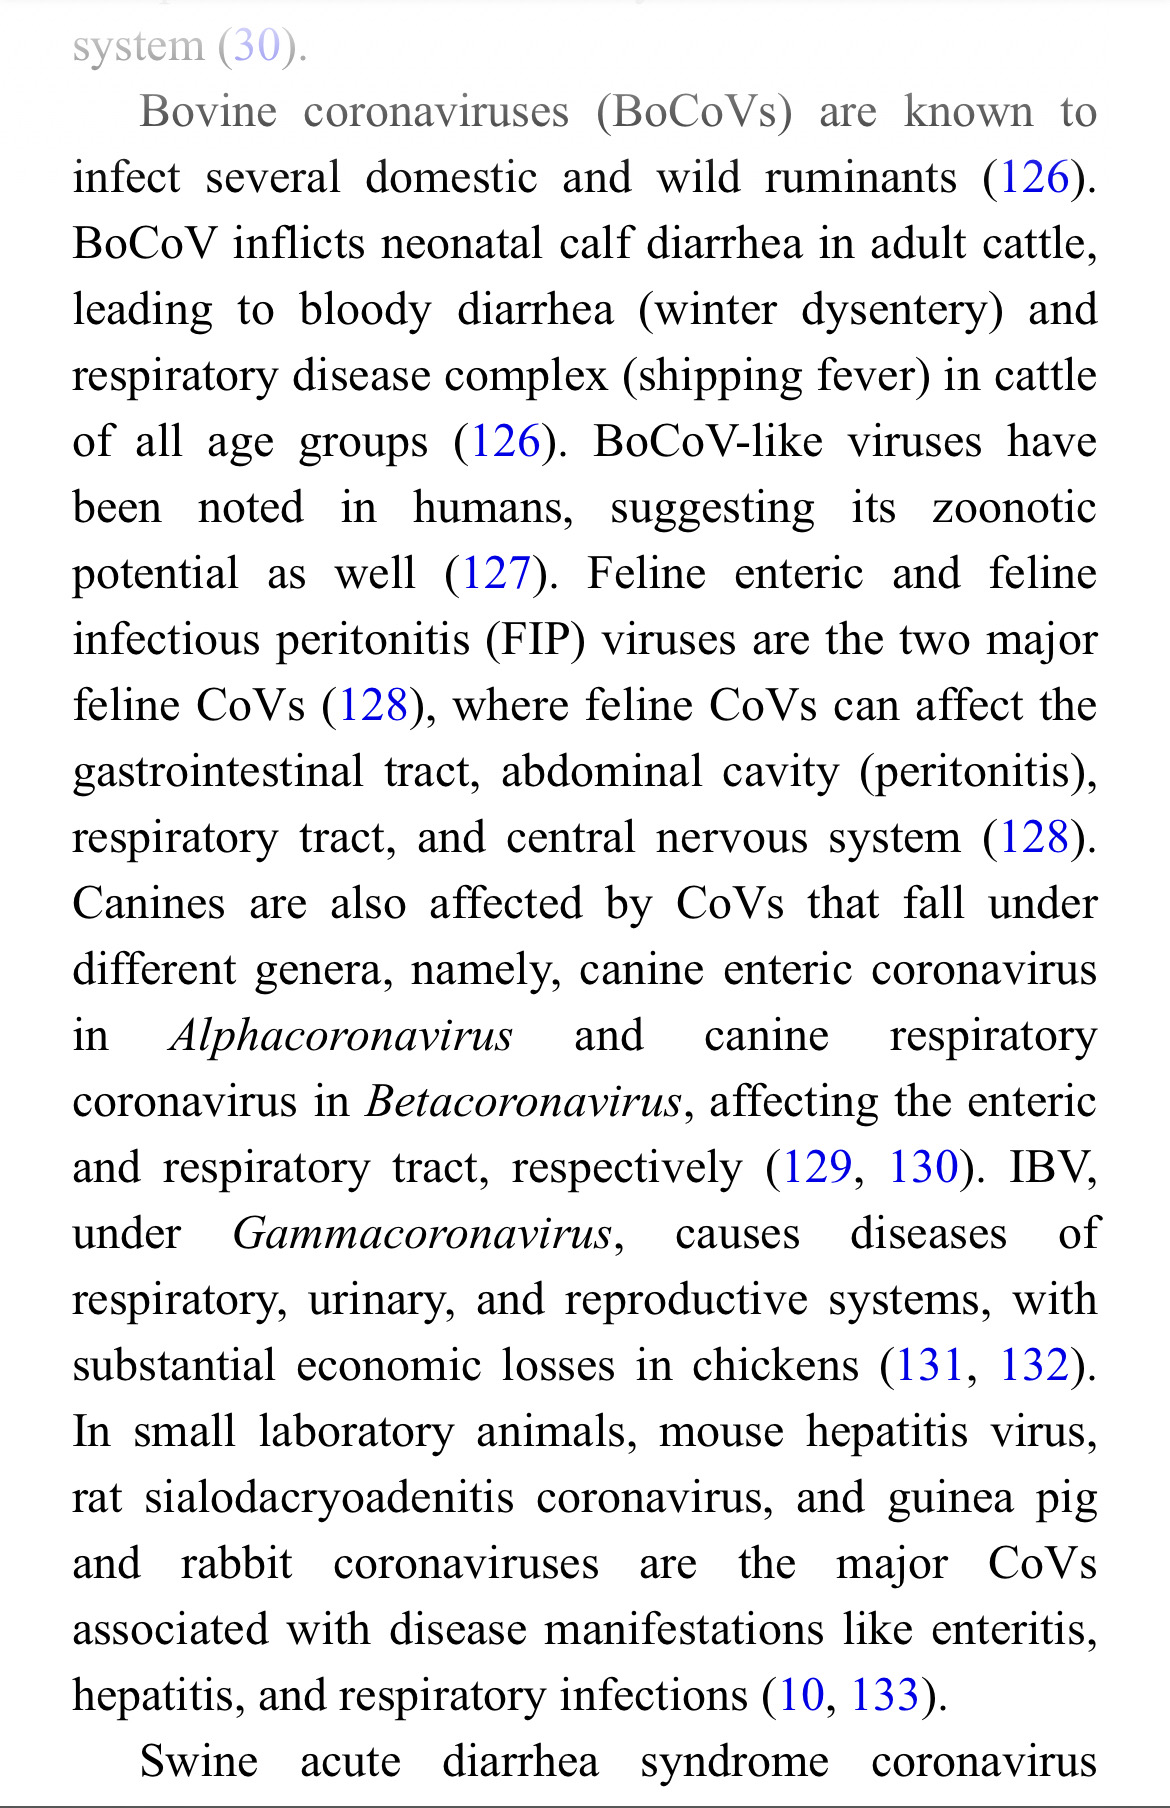 system (30).
Bovine coronaviruses (BoCoVs) are known to
infect several domestic and wild ruminants (126).
BoCoV inflicts neonatal calf diarrhea in adult cattle,
leading to bloody diarrhea (winter dysentery) and
respiratory disease complex (shipping fever) in cattle
of all age groups (126). BoCoV-like viruses have
been noted in humans, suggesting its zoonotic
potential as well (127). Feline enteric and feline
infectious peritonitis (FIP) viruses are the two major
feline CoVs (128), where feline CoVs can affect the
gastrointestinal tract, abdominal cavity (peritonitis),
respiratory tract, and central nervous system (128).
Canines are also affected by CoVs that fall under
different genera, namely, canine enteric coronavirus
in Alphacoronavirus and canine respiratory
coronavirus in Betacoronavirus, affecting the enteric
and respiratory tract, respectively (129, 130). IBV,
under Gammacoronavirus, causes diseases of
respiratory, urinary, and reproductive systems, with
substantial economic losses in chickens (131, 132).
In small laboratory animals, mouse hepatitis virus,
rat sialodacryoadenitis coronavirus, and guinea pig
and rabbit coronaviruses are the major CoVs
associated with disease manifestations like enteritis,
hepatitis, and respiratory infections (10, 133).
Swine acute diarrhea syndrome coronavirus